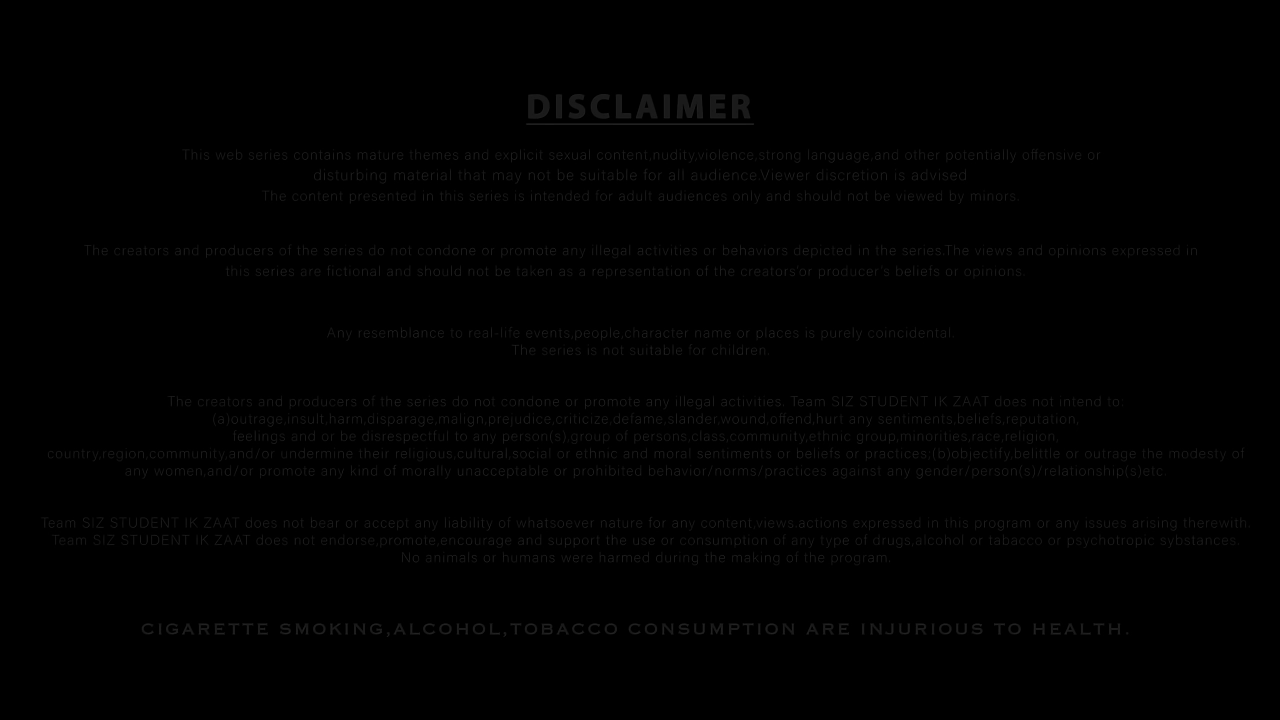 DISCLAIMER
This web series contains mature themes and explicit sexual content,nudity,violence,strong language,and other potentially offensive or
disturbing material that may not be suitable for all audience.Viewer discretion is advised
The content presented in this series is intended for adult audiences only and should not be viewed by minors.
The creators and producers of the series do not condone or promote any illegal activities or behaviors depicted in the series.The views and opinions expressed in
this series are fictional and should not be taken as a representation of the creators'or producer's beliefs or opinions.
Any resemblance to real-life events,people,character name or places is purely coincidental.
The series is not suitable for children.
The creators and producers of the series do not condone or promote any illegal activities. Team SIZ STUDENT IK ZAAT does not intend to:
(a)outrage,insult,harm,disparage,malign,prejudice,criticize.defame,slander,wound,offend,hurt any sentiments.beliefs,reputation,
feelings and or be disrespectful to any person(s),group of persons,class,community,ethnic group,minorities,race,religion,
country,region,community,and/or undermine their religious,cultural,social or ethnic and moral sentiments or beliefs or practices,(b)objectify,belittle or outrage the modesty of
any women,and/or promote any kind of morally unacceptable or prohibited behavior/norms/practices against any gender/person(s)/relationship(s)etc.
Team SIZ STUDENT IK ZAAT does not bear or accept any liability of whatsoever nature for any content,views.actions expressed in this program or any issues arising therewith.
Team SIZ STUDENT IK ZAAT does not endorse,promote,encourage and support the use or consumption of any type of drugs,alcohol or tabacco or psychotropic sybstances.
No animals or humans were harmed during the making of the program.
CIGARETTE SMOKING,ALCOHOL,TOBACCO CONSUMPTION ARE INJURIOUS TO HEALTH.